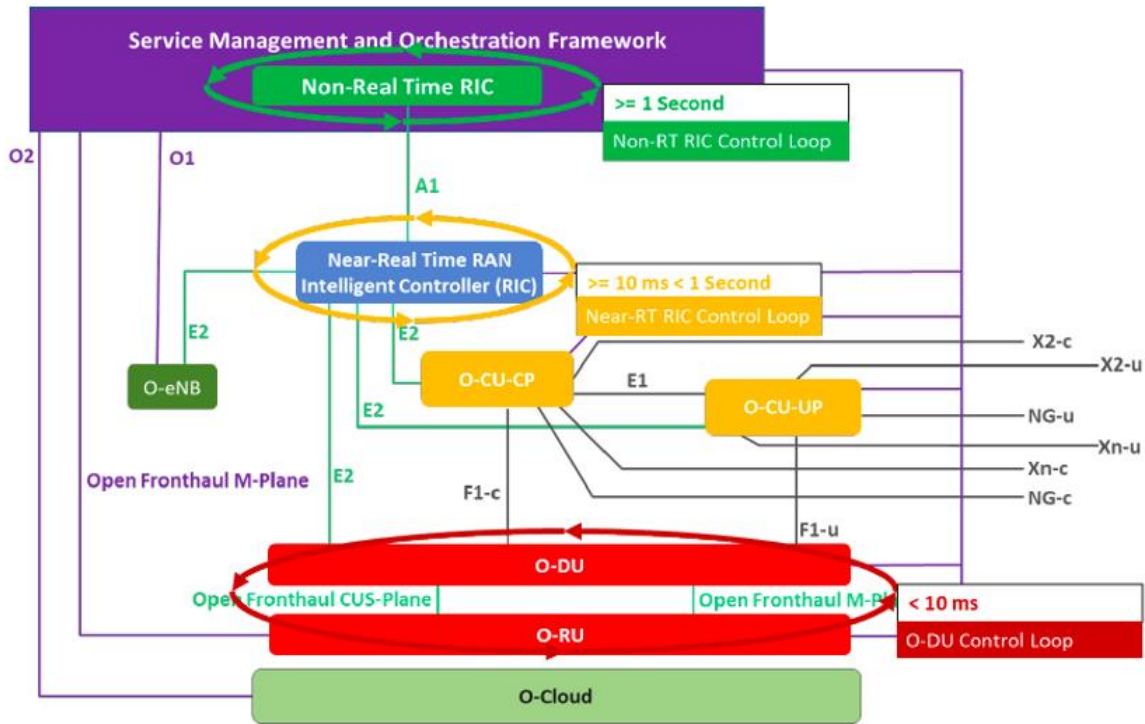 Service Management and Orchestration Framework
Non-Real Time RIC
>= 1 Second
Non-RT RIC Control Loop
O2
O1
A1
Near-Real Time RAN
Intelligent Controller (RIC)
>= 10 ms < 1 Second
Near-RT RIC Control Loop
E2
E2
X2-c
O-eNB
O-CU-CP
E1
X2-u
O-CU-UP
E2
NG-u
Xn-u
Open Fronthaul M-Plane
E2
Xn-c
F1-c
NG-c
F1-u
O-DU
Open Fronthaul CUS-Plane
Open Fronthaul M-Pl
< 10 ms
O-RU
O-DU Control Loop
O-Cloud